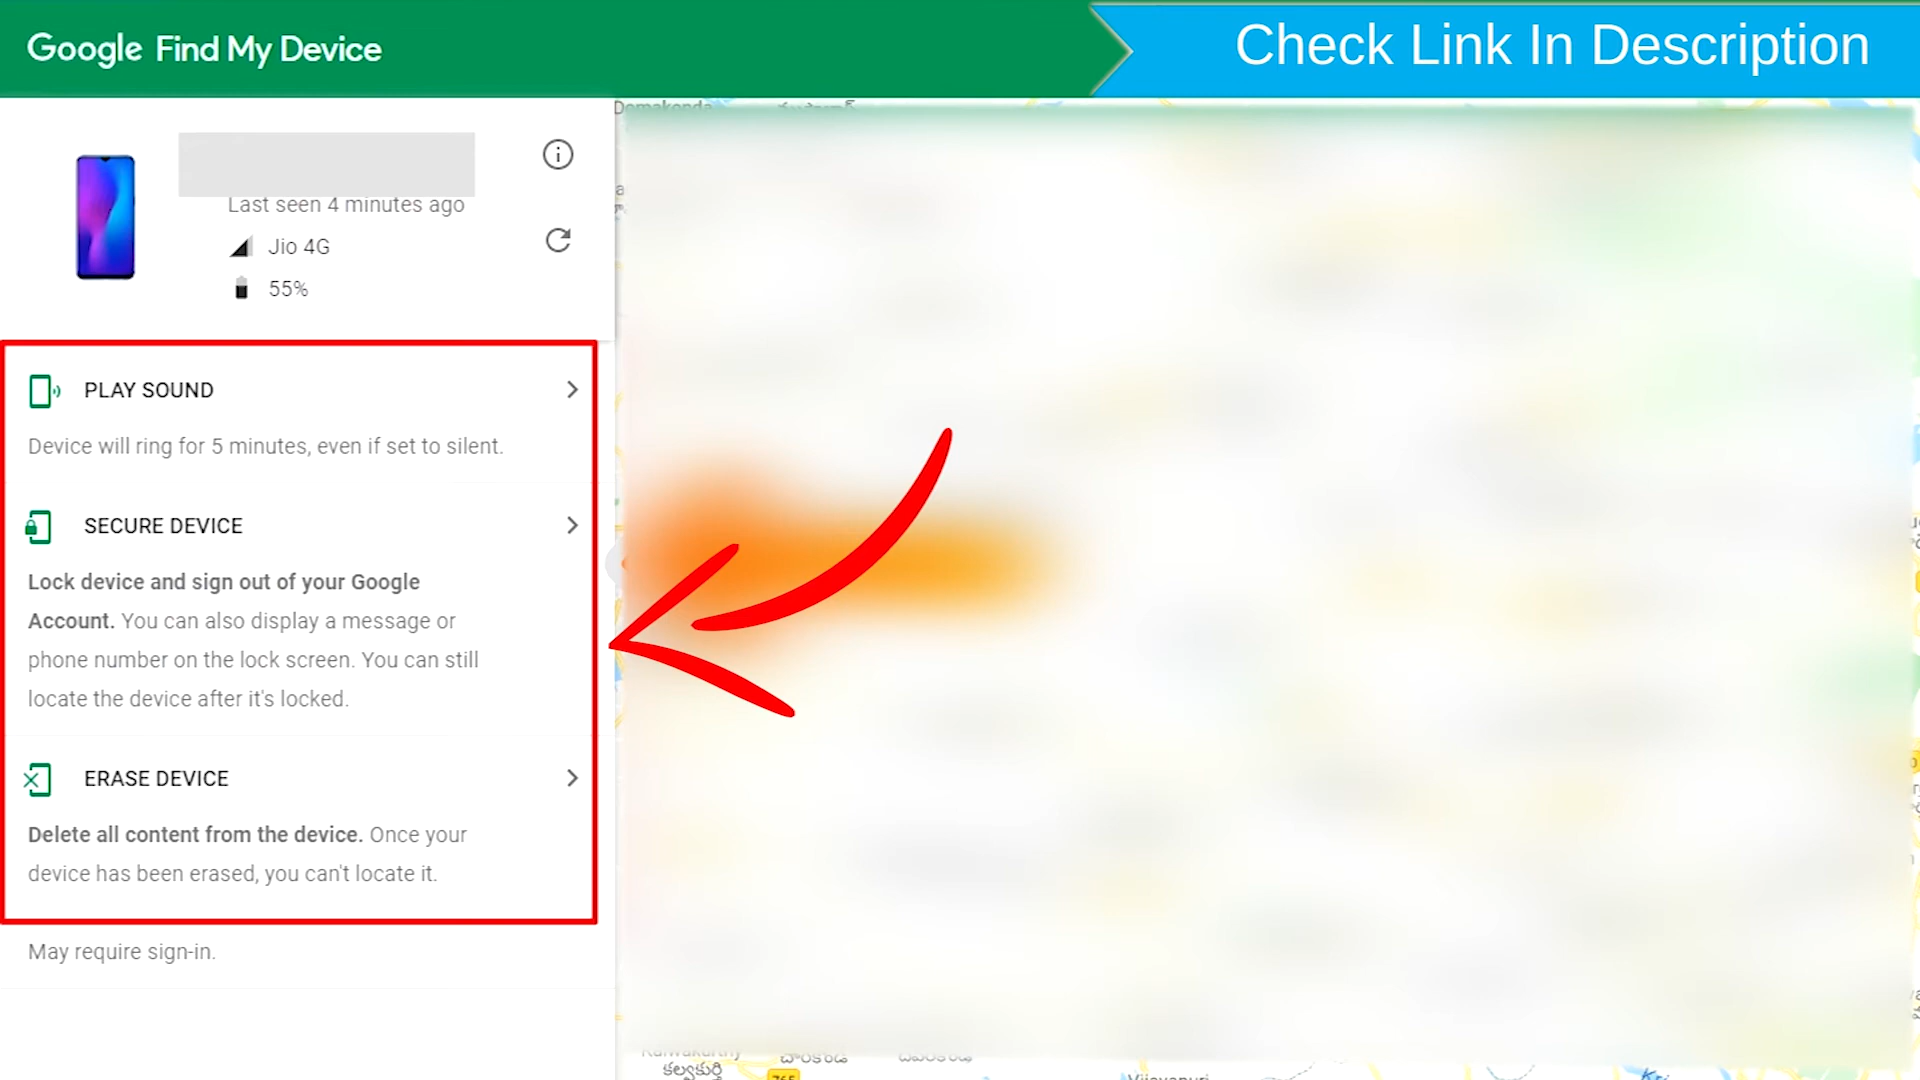 Google Find My Device
Check Link In Description
Last seen 4 minutes ago
Jio 4G
55%
PLAY SOUND
Device will ring for 5 minutes, even if set to silent.
SECURE DEVICE
Lock device and sign out of your Google
Account. You can also display a message or
phone number on the lock screen. You can still
locate the device after it's locked.
ERASE DEVICE
Delete all content from the device. Once your
device has been erased, you can't locate it.
May require sign-in.
కల్వకుర్తి